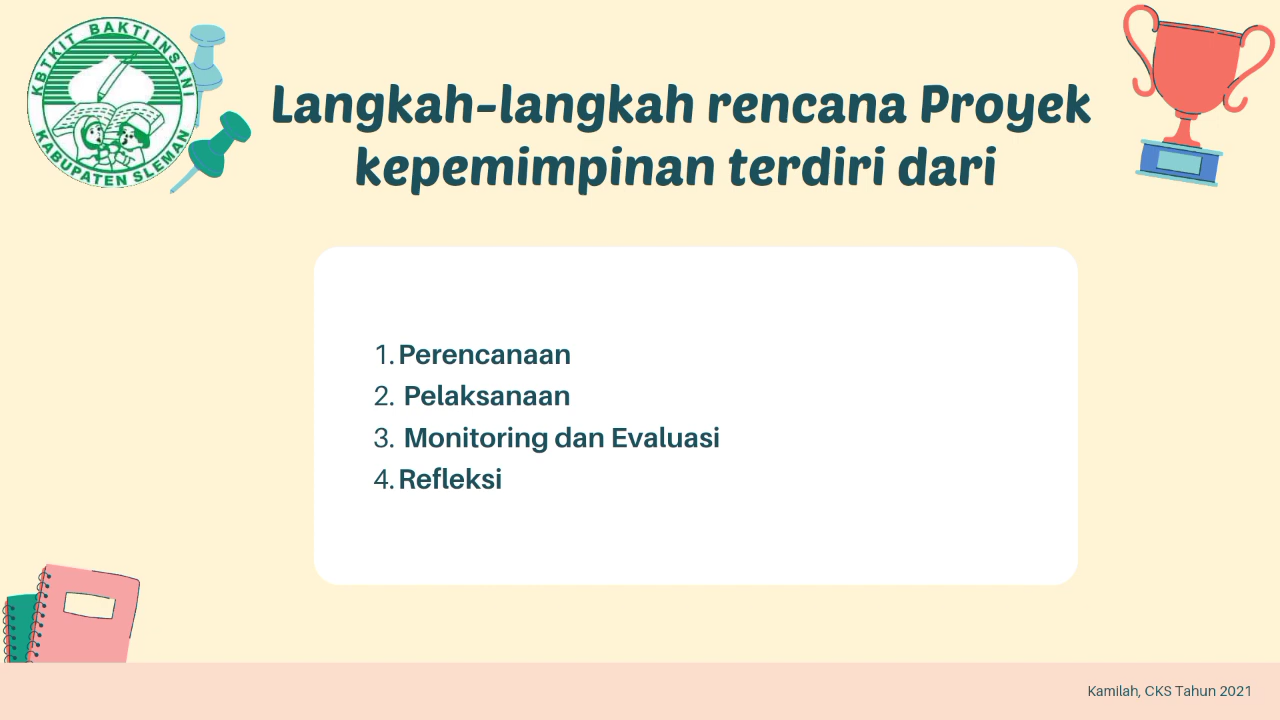 KBTKIT BAKTI INSANI
KABUPATEN SLEMAN
Langkah-langkah rencana Proyek
kepemimpinan terdiri dari
1. Perencanaan
2. Pelaksanaan
3. Monitoring dan Evaluasi
4. Refleksi
Kamilah, CKS Tahun 2021